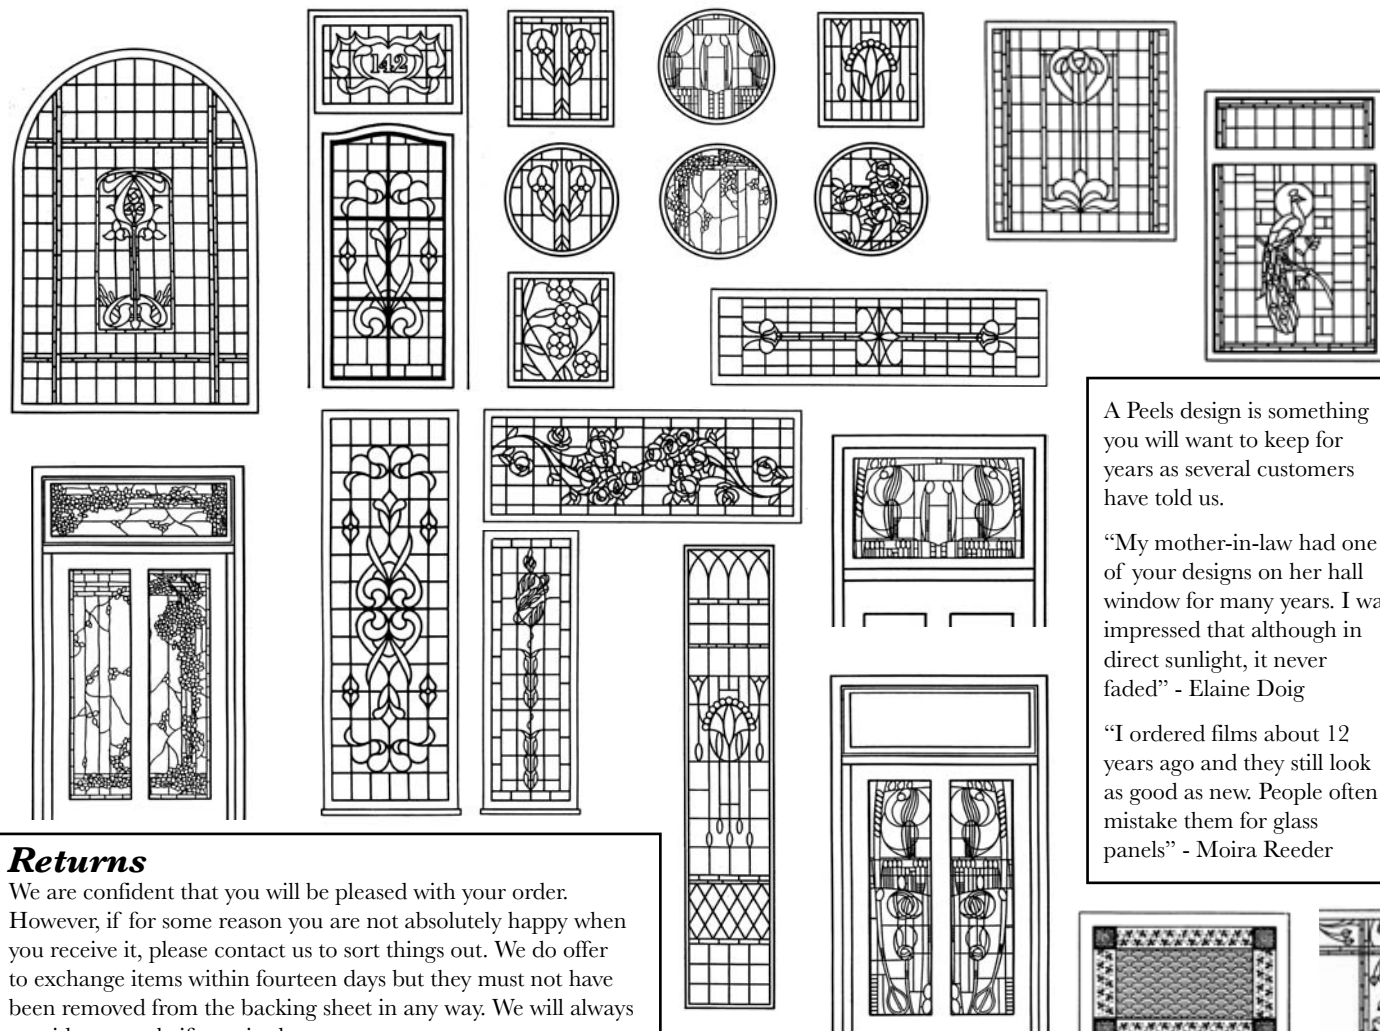 142
A Peels design is something
you will want to keep for
years as several customers
have told us.
“My mother-in-law had one
of your designs on her hall
window for many years. I
impressed that although in
direct sunlight, it never
faded” - Elaine Doig
“I ordered films about 12
years ago and they still look
as good as new. People often
mistake them for glass
panels” - Moira Reeder
Returns
We are confident that you will be pleased with your order.
However, if for some reason you are not absolutely happy when
you receive it, please contact us to sort things out. We do offer
to exchange items within fourteen days but they must not have
been removed from the backing sheet in any way. We will always